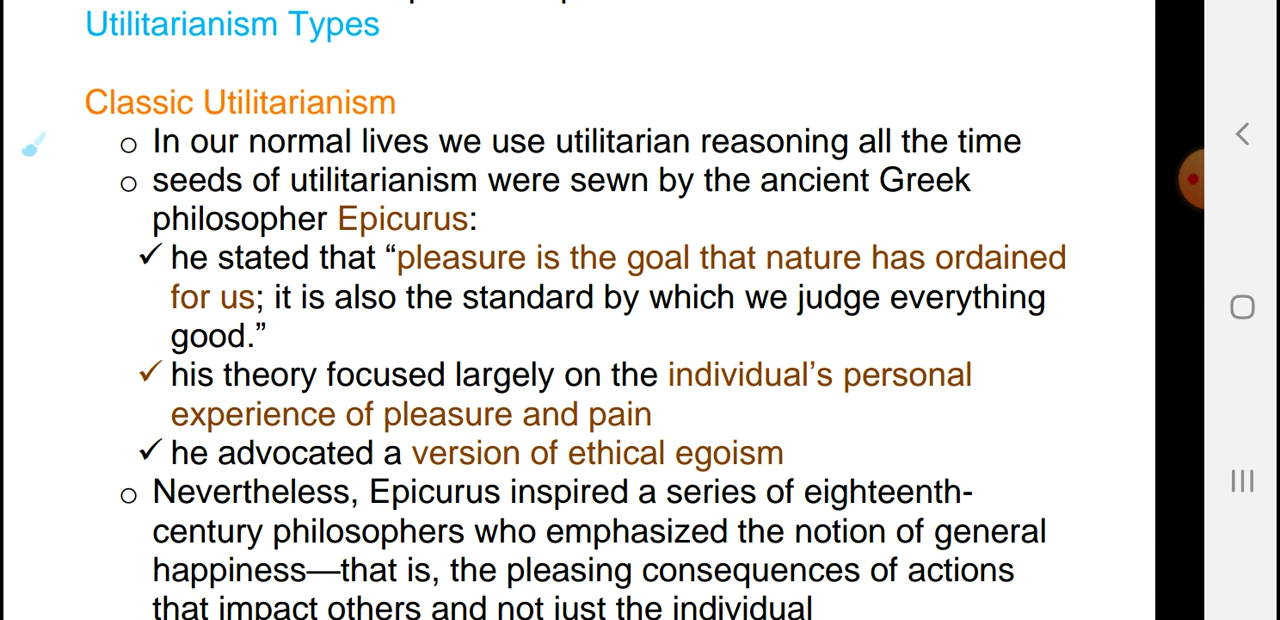 Utilitarianism Types
Classic Utilitarianism
o In our normal lives we use utilitarian reasoning all the time
o seeds of utilitarianism were sewn by the ancient Greek
philosopher Epicurus:
✓ he stated that “pleasure is the goal that nature has ordained
for us; it is also the standard by which we judge everything
good.”
✓ his theory focused largely on the individual’s personal
experience of pleasure and pain
✓ he advocated a version of ethical egoism
o Nevertheless, Epicurus inspired a series of eighteenth-
century philosophers who emphasized the notion of general
happiness—that is, the pleasing consequences of actions
that impact others and not just the individual